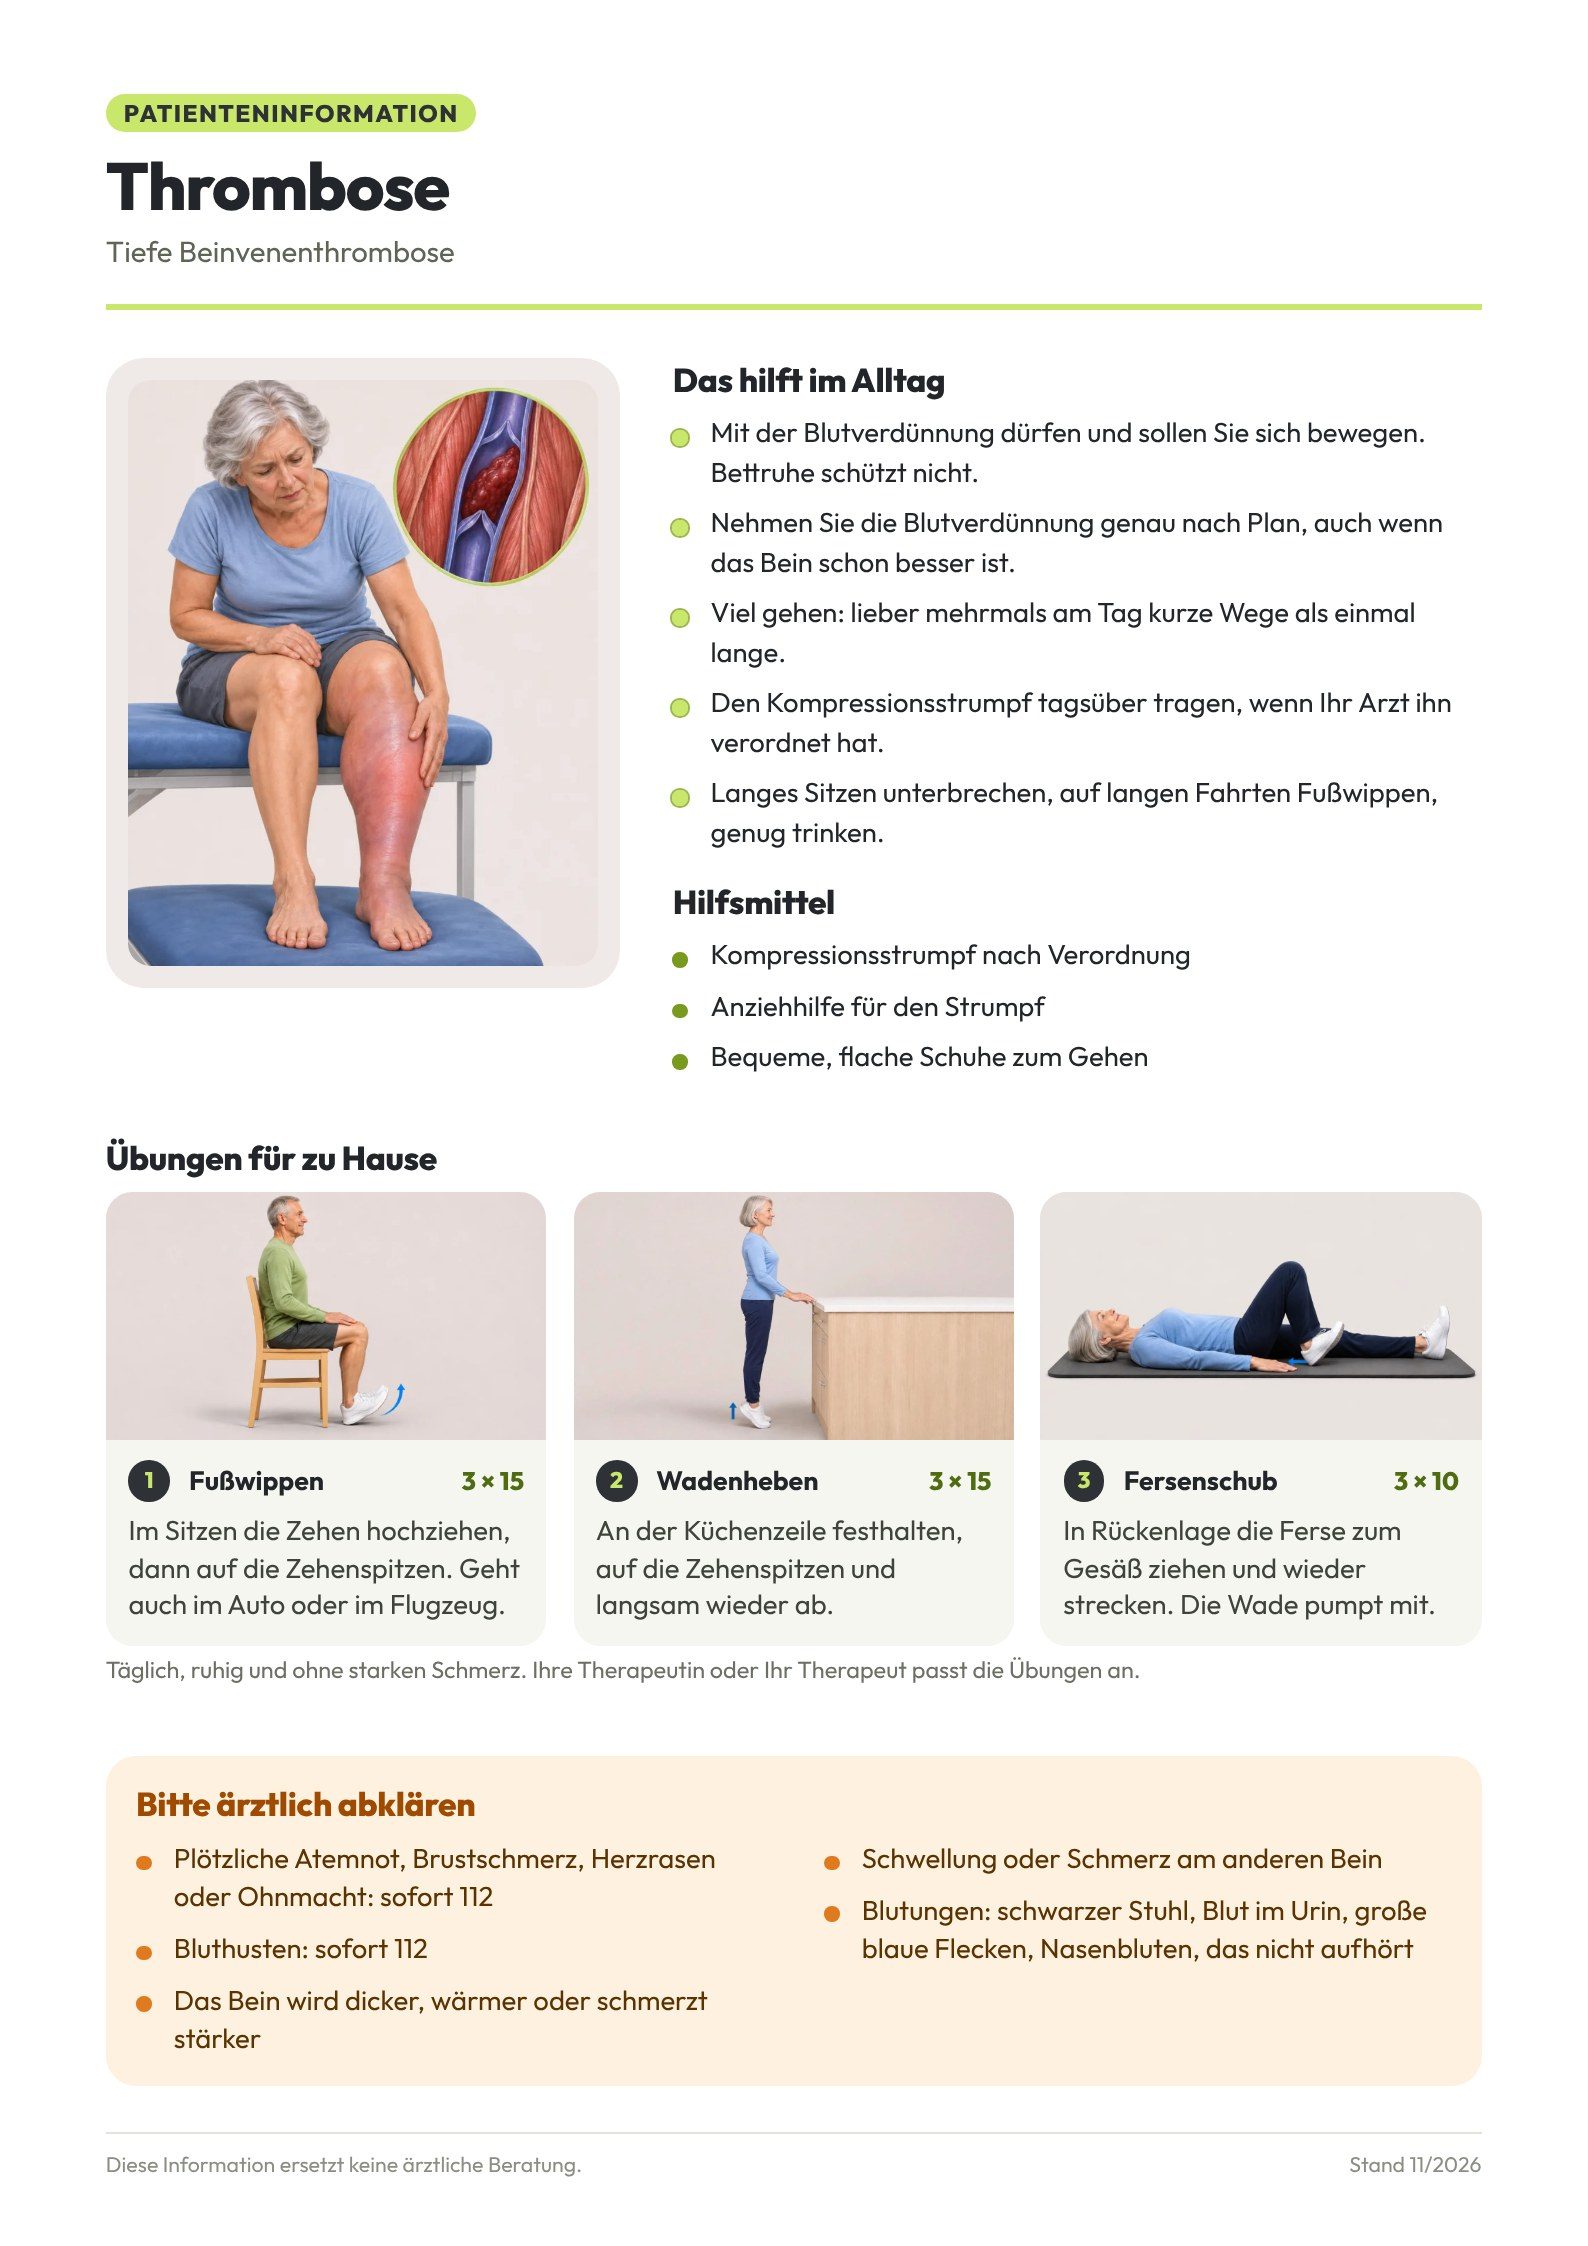 PATIENTENINFORMATION
Thrombose
Tiefe Beinvenenthrombose
Das hilft im Alltag
Mit der Blutverdünnung dürfen und sollen Sie sich bewegen.
Bettruhe schützt nicht.
Nehmen Sie die Blutverdünnung genau nach Plan, auch wenn
das Bein schon besser ist.
Viel gehen: lieber mehrmals am Tag kurze Wege als einmal
lange.
Den Kompressionsstrumpf tagsüber tragen, wenn Ihr Arzt ihn
verordnet hat.
Langes Sitzen unterbrechen, auf langen Fahrten Fußwippen,
genug trinken.
Hilfsmittel
Kompressionsstrumpf nach Verordnung
Anziehhilfe für den Strumpf
Bequeme, flache Schuhe zum Gehen
Übungen für zu Hause
1 Fußwippen 3 × 15
Im Sitzen die Zehen hochziehen,
dann auf die Zehenspitzen. Geht
auch im Auto oder im Flugzeug.
2 Wadenheben 3 × 15
An der Küchenzeile festhalten,
auf die Zehenspitzen und
langsam wieder ab.
3 Fersenschub 3 × 10
In Rückenlage die Ferse zum
Gesäß ziehen und wieder
strecken. Die Wade pumpt mit.
Täglich, ruhig und ohne starken Schmerz. Ihre Therapeutin oder Ihr Therapeut passt die Übungen an.
Bitte ärztlich abklären
Plötzliche Atemnot, Brustschmerz, Herzrasen
oder Ohnmacht: sofort 112
Bluthusten: sofort 112
Das Bein wird dicker, wärmer oder schmerzt
stärker
Schwellung oder Schmerz am anderen Bein
Blutungen: schwarzer Stuhl, Blut im Urin, große
blaue Flecken, Nasenbluten, das nicht aufhört
Diese Information ersetzt keine ärztliche Beratung.
Stand 11/2026